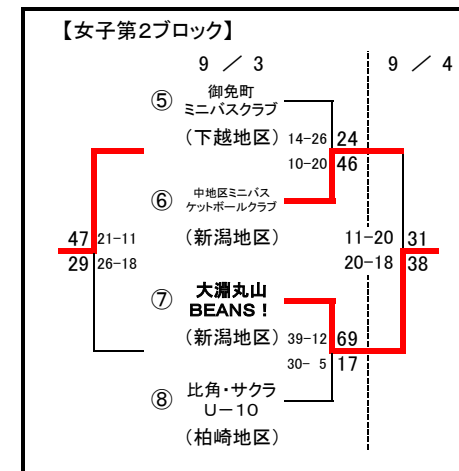 【女子第2ブロック】
9 ／ 3
9 ／ 4
⑤
御免町
ミニバスクラブ
(下越地区)
14-26 24
10-20 46
⑥
中地区ミニバス
ケットボールクラブ
(新潟地区)
47 21-11
29 26-18
11-20 31
20-18 38
⑦
大淵丸山
BEANS！
(新潟地区)
39-12 69
30- 5 17
⑧
比角・サクラ
U－10
(柏崎地区)